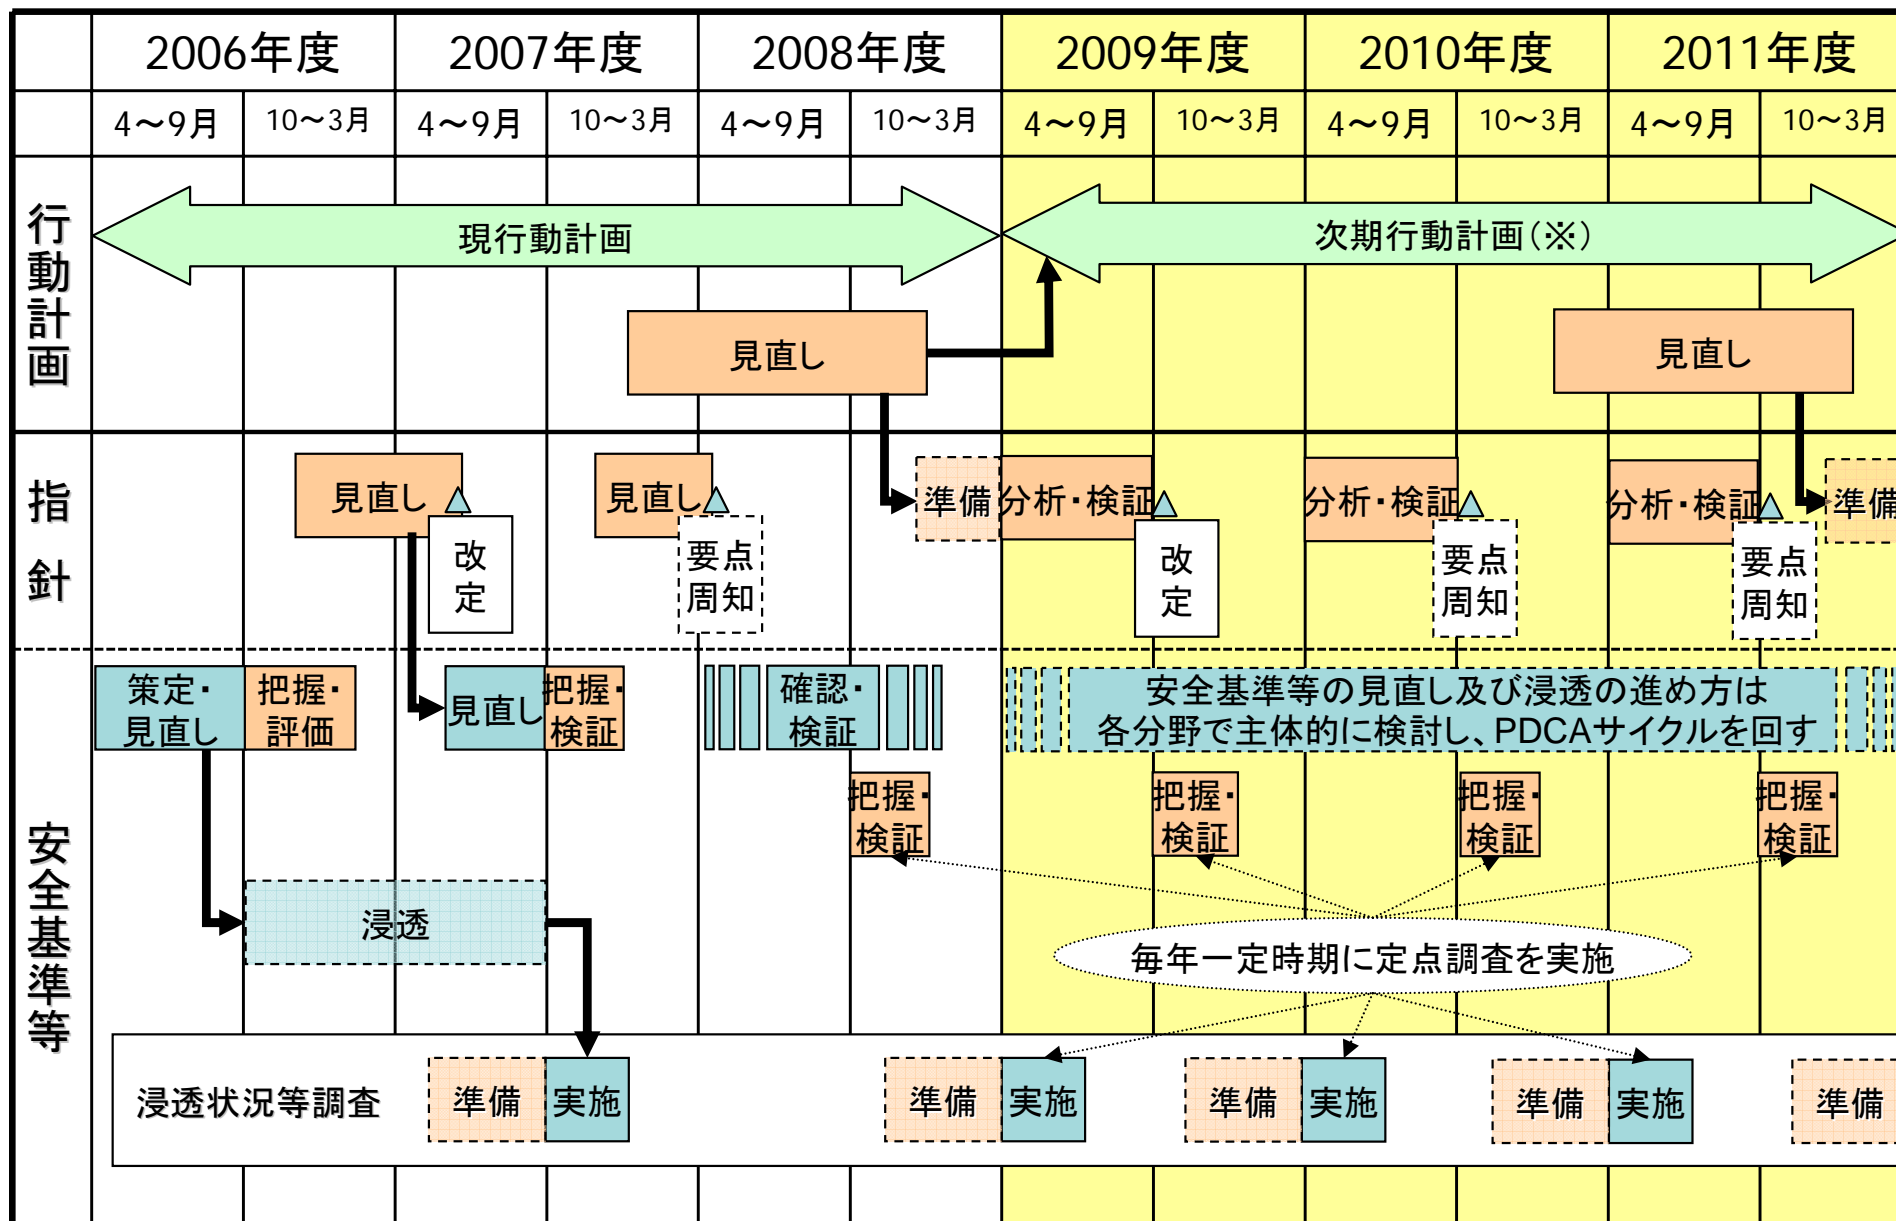 2006年度
2007年度
2008年度
2009年度
2010年度
2011年度
4～9月
10～3月
4～9月
10～3月
4～9月
10～3月
4～9月
10～3月
4～9月
10～3月
4～9月
10～3月
行動計画
現行動計画
次期行動計画(※)
見直し
見直し
指針
見直し
改定
見直し
要点
周知
準備
分析・検証
改定
分析・検証
要点
周知
分析・検証
要点
周知
準備
安全基準等
策定・
見直し
把握・
評価
見直し
把握・
検証
確認・
検証
安全基準等の見直し及び浸透の進め方は
各分野で主体的に検討し、PDCAサイクルを回す
把握・
検証
把握・
検証
把握・
検証
把握・
検証
浸透
毎年一定時期に定点調査を実施
浸透状況等調査
準備
実施
準備
実施
準備
実施
準備
実施
準備